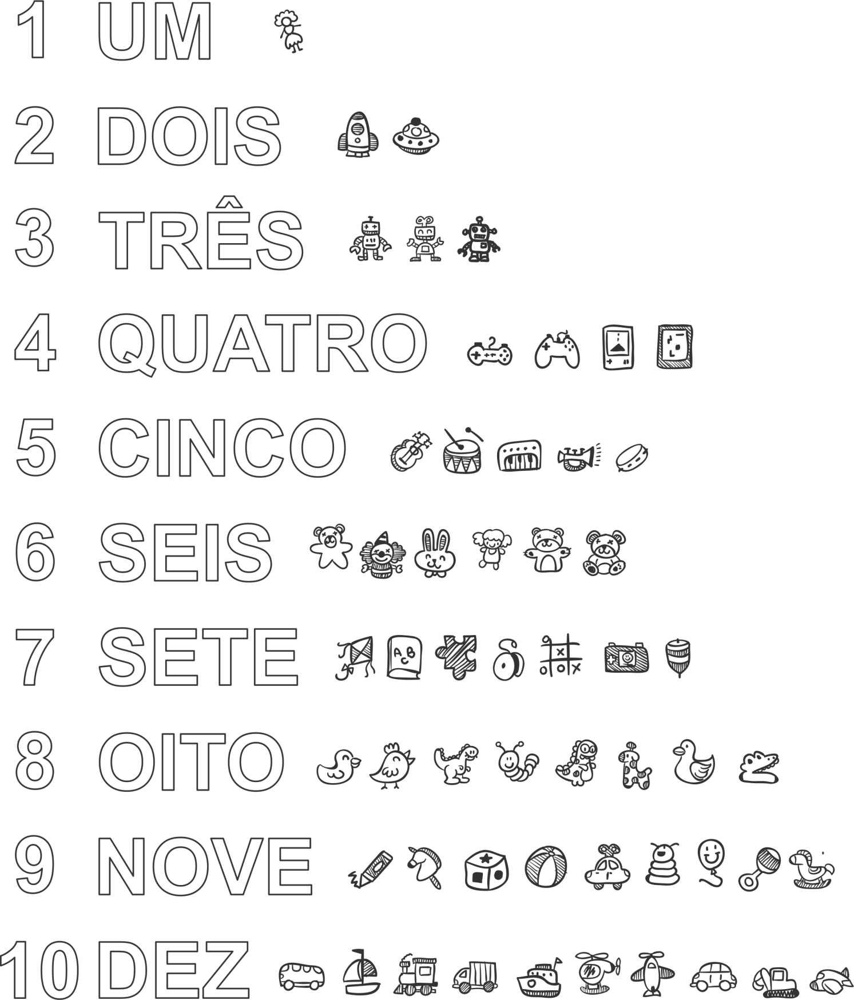 1 UM
2 DOIS
3 TRÊS
4 QUATRO
5 CINCO
6 SEIS
7 SETE
A B C
8 OITO
9 NOVE
10 DEZ